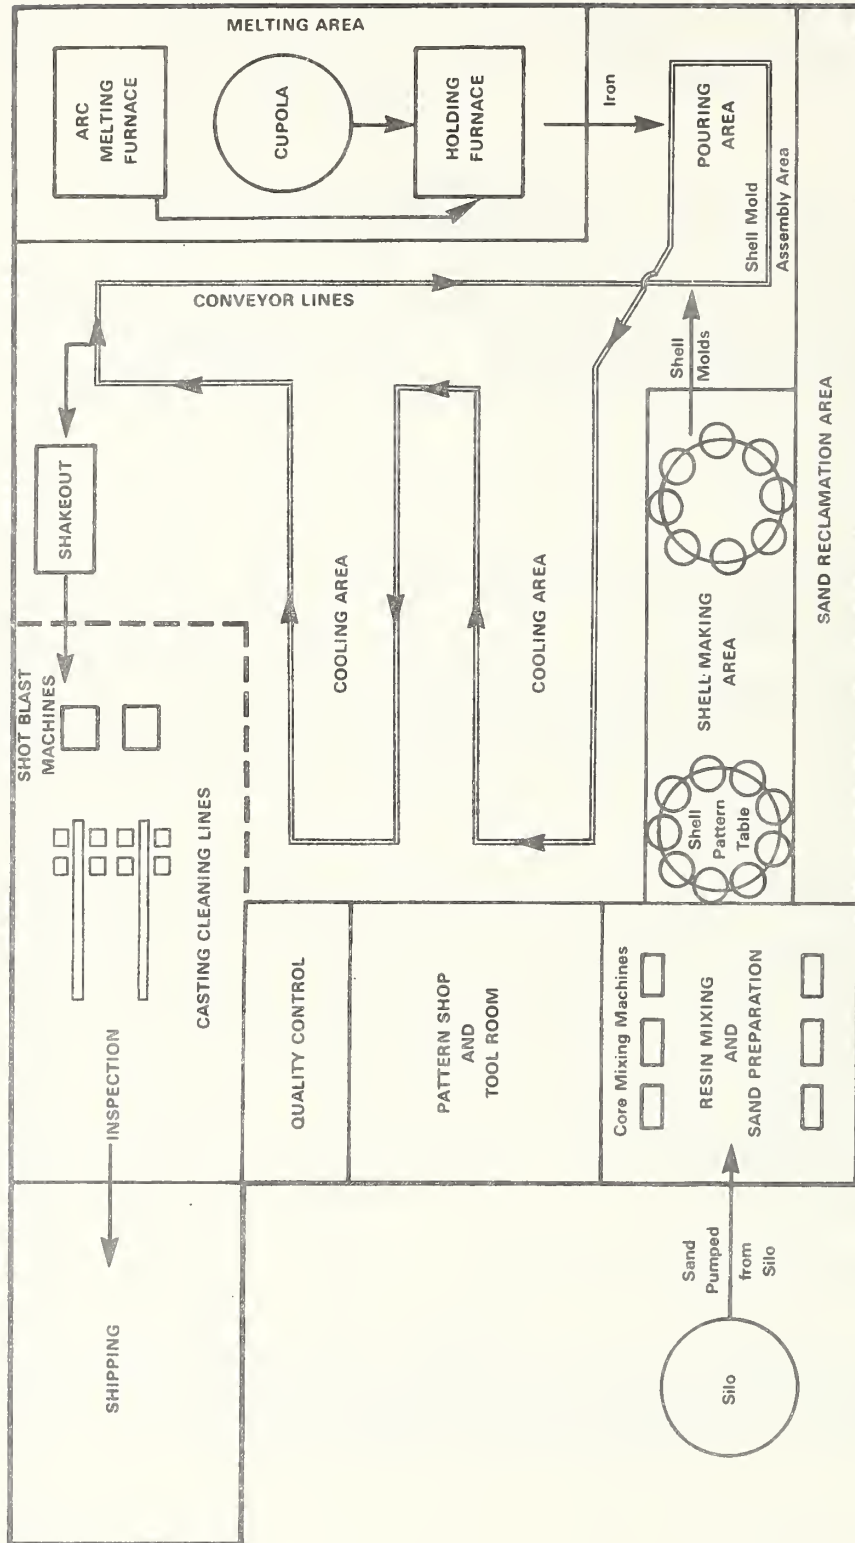 MELTING AREA
ARC
MELTING
FURNACE
CUPOLA
HOLDING
FURNACE
Iron
POURING
AREA
Shell Mold
Assembly Area
CONVEYOR LINES
Shell
Molds
SHAKEOUT
COOLING AREA
COOLING AREA
SHELL MAKING
AREA
SAND RECLAMATION AREA
Shell
Pattern
Table
SHOT BLAST
MACHINES
CASTING CLEANING LINES
INSPECTION
SHIPPING
QUALITY CONTROL
PATTERN SHOP
AND
TOOL ROOM
Core Mixing Machines
RESIN MIXING
AND
SAND PREPARATION
Sand
Pumped
from
Silo
Silo